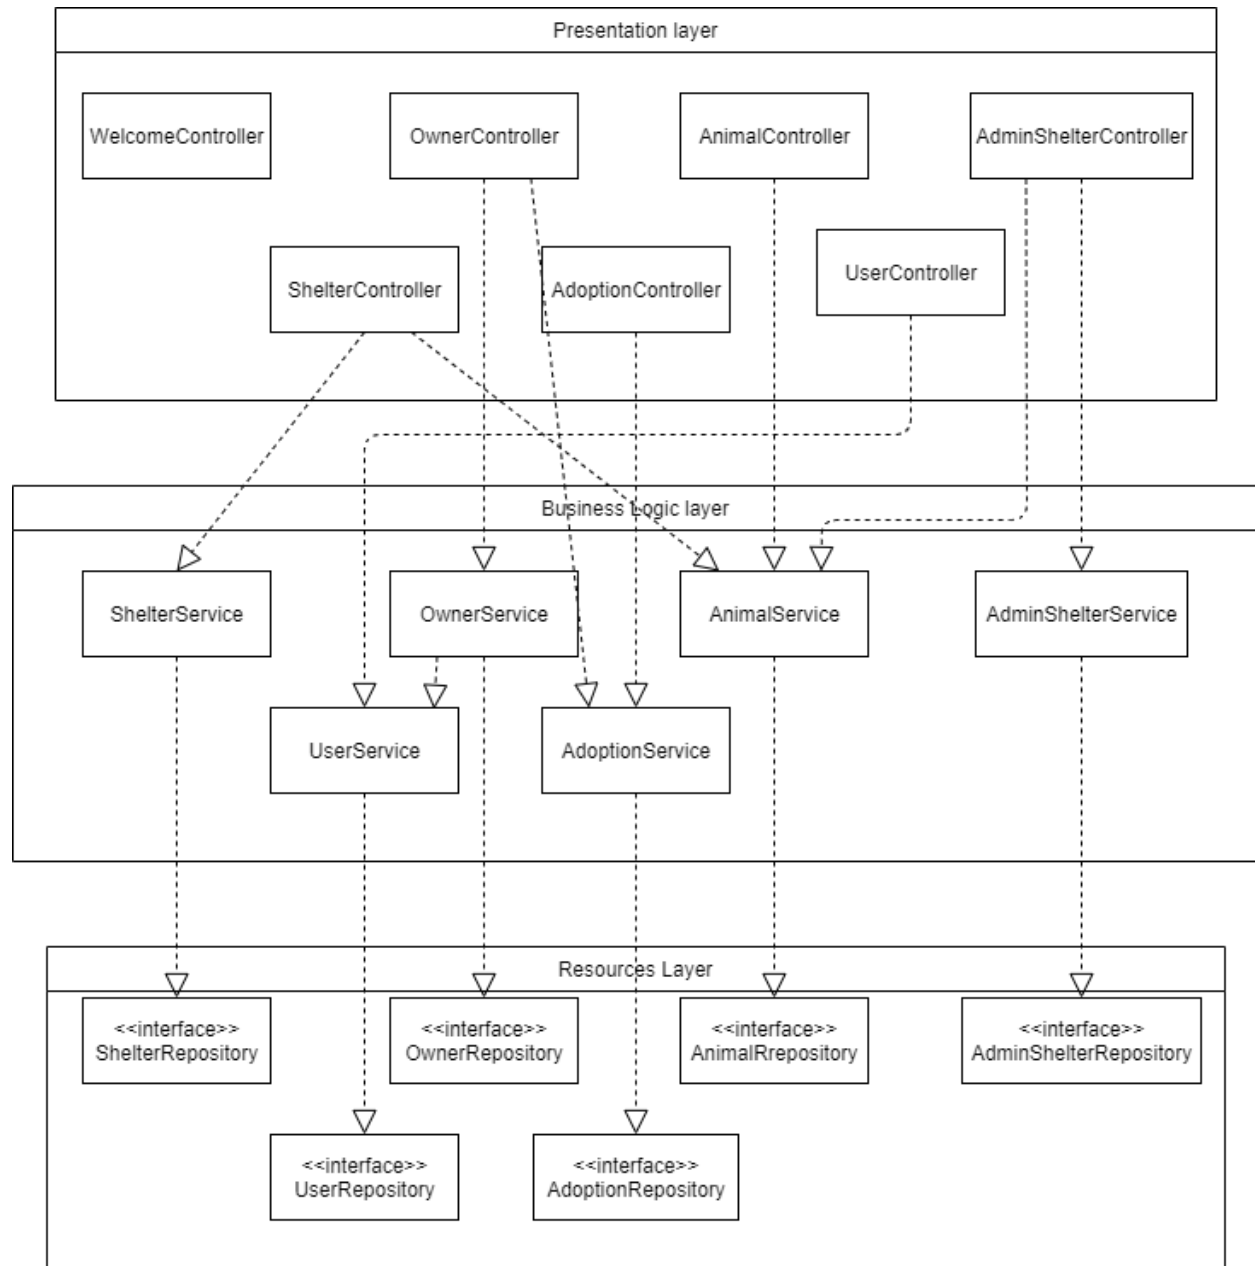 Presentation layer
WelcomeController
OwnerController
AnimalController
AdminShelterController
ShelterController
AdoptionController
UserController
Business Logic layer
ShelterService
OwnerService
AnimalService
AdminShelterService
UserService
AdoptionService
Resources Layer
<<interface>>
ShelterRepository
<<interface>>
OwnerRepository
<<interface>>
AnimalRrepository
<<interface>>
AdminShelterRepository
<<interface>>
UserRepository
<<interface>>
AdoptionRepository